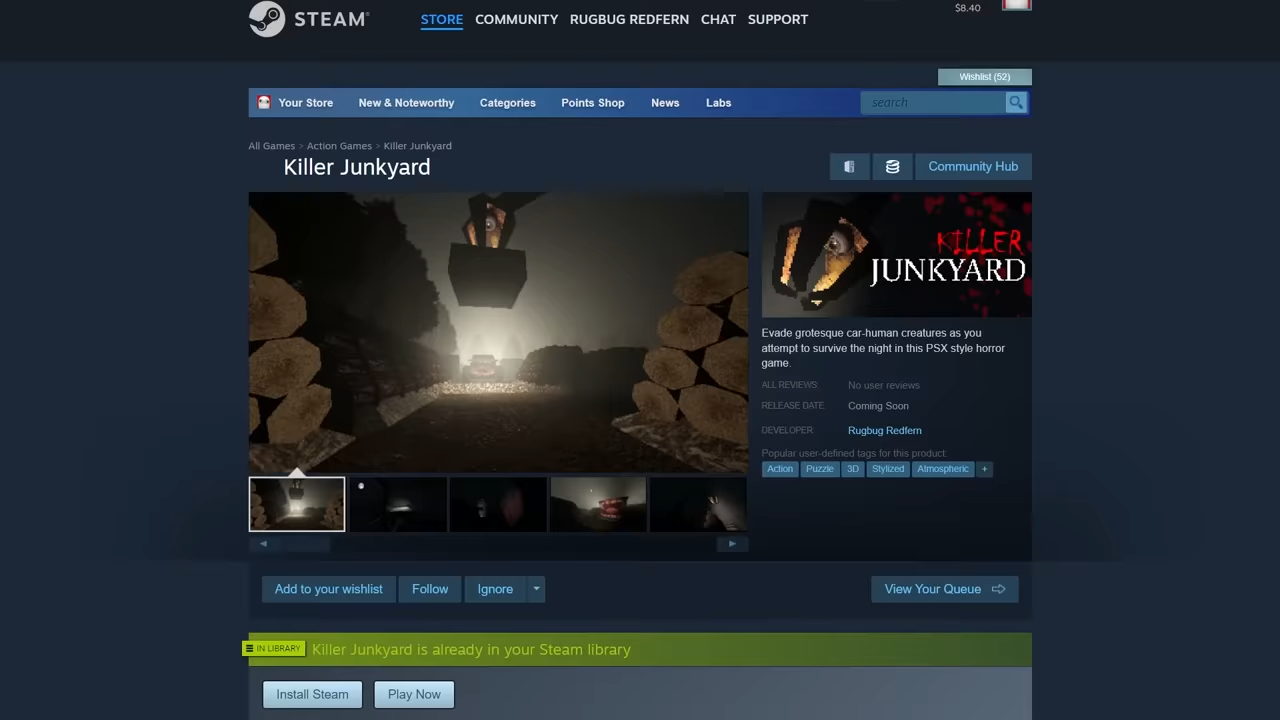 $8.40
STEAM
STORE COMMUNITY RUGBUG REDFERN CHAT SUPPORT
Wishlist (52)
Your Store New & Noteworthy Categories Points Shop News Labs search
All Games > Action Games > Killer Junkyard
Killer Junkyard
Community Hub
KILLER
JUNKYARD
Evade grotesque car-human creatures as you
attempt to survive the night in this PSX style horror
game.
ALL REVIEWS: No user reviews
RELEASE DATE: Coming Soon
DEVELOPER: Rugbug Redfern
Popular user-defined tags for this product:
Action Puzzle 3D Stylized Atmospheric +
Add to your wishlist Follow Ignore View Your Queue
IN LIBRARY Killer Junkyard is already in your Steam library
Install Steam Play Now